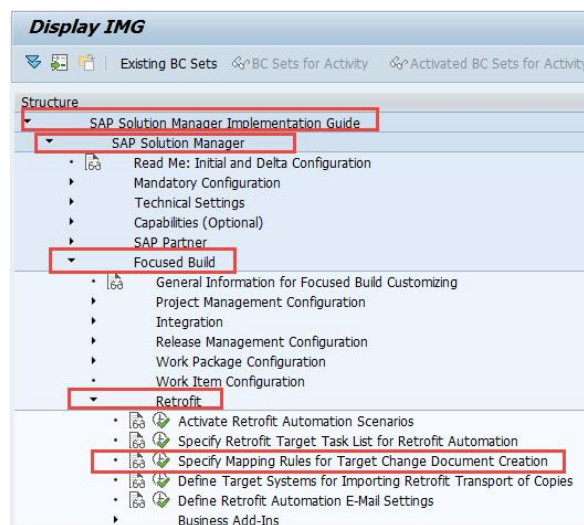 Display IMG
Existing BC Sets BC Sets for Activity Activated BC Sets for Activity
Structure
SAP Solution Manager Implementation Guide
SAP Solution Manager
Read Me: Initial and Delta Configuration
Mandatory Configuration
Technical Settings
Capabilities (Optional)
SAP Partner
Focused Build
General Information for Focused Build Customizing
Project Management Configuration
Integration
Release Management Configuration
Work Package Configuration
Work Item Configuration
Retrofit
Activate Retrofit Automation Scenarios
Specify Retrofit Target Task List for Retrofit Automation
Specify Mapping Rules for Target Change Document Creation
Define Target Systems for Importing Retrofit Transport of Copies
Define Retrofit Automation E-Mail Settings
Business Add-Ins